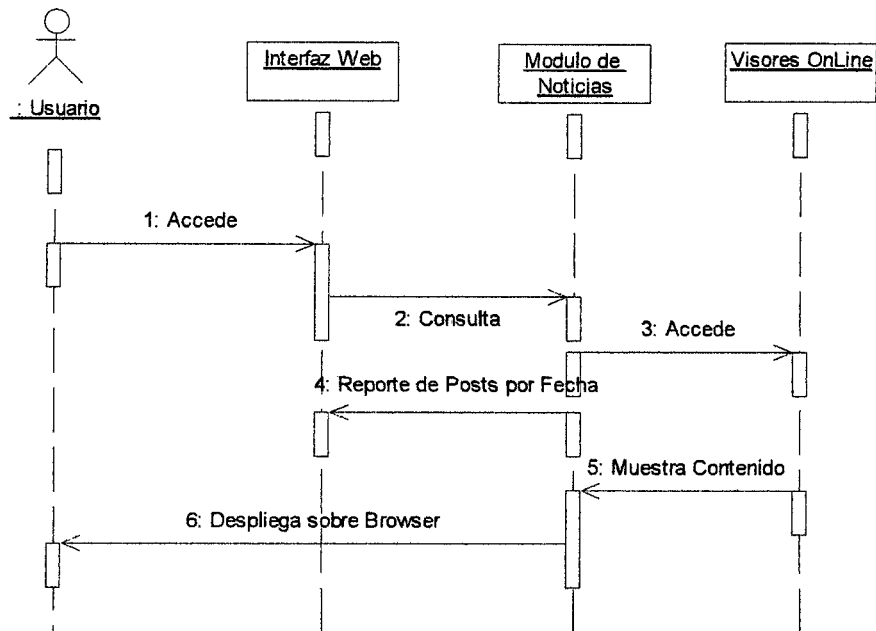 : Usuario
Interfaz Web
Modulo de
Noticias
Visores OnLine
1: Accede
2: Consulta
3: Accede
4: Reporte de Posts por Fecha
5: Muestra Contenido
6: Despliega sobre Browser